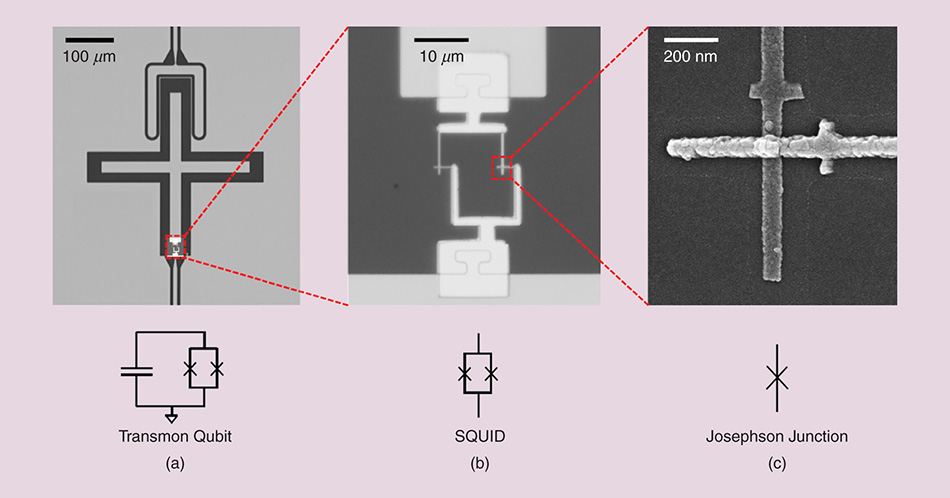 100 μm
10 μm
200 nm
Transmon Qubit
SQUID
Josephson Junction
(a)
(b)
(c)